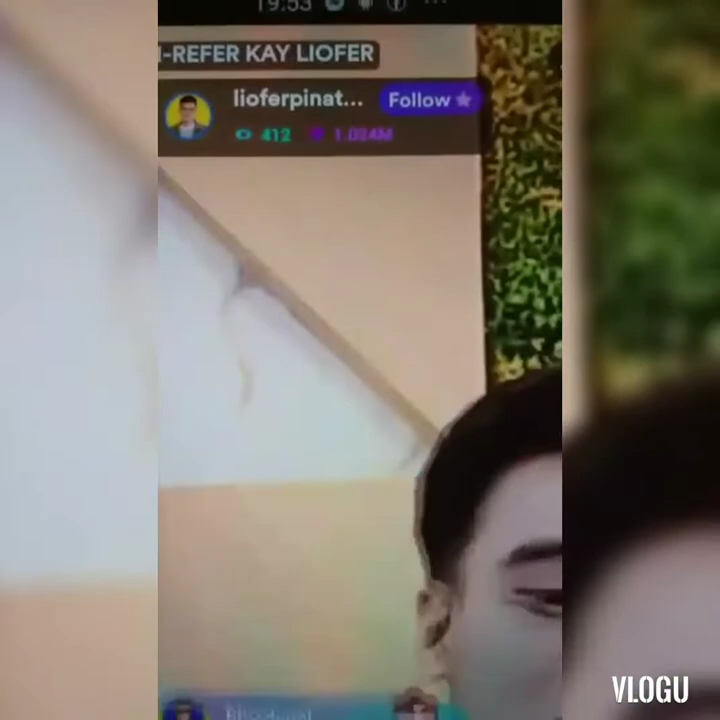 19:53
I-REFER KAY LIOFER
lioferpinat... Follow
412 1.024M
VLOGU